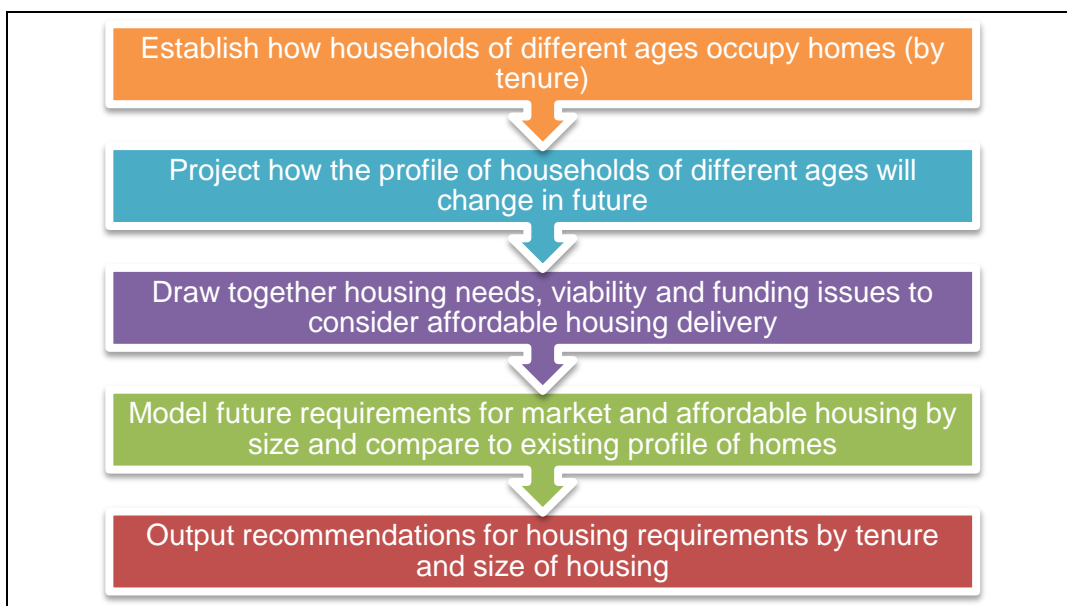 Establish how households of different ages occupy homes (by
tenure)
Project how the profile of households of different ages will
change in future
Draw together housing needs, viability and funding issues to
consider affordable housing delivery
Model future requirements for market and affordable housing by
size and compare to existing profile of homes
Output recommendations for housing requirements by tenure
and size of housing